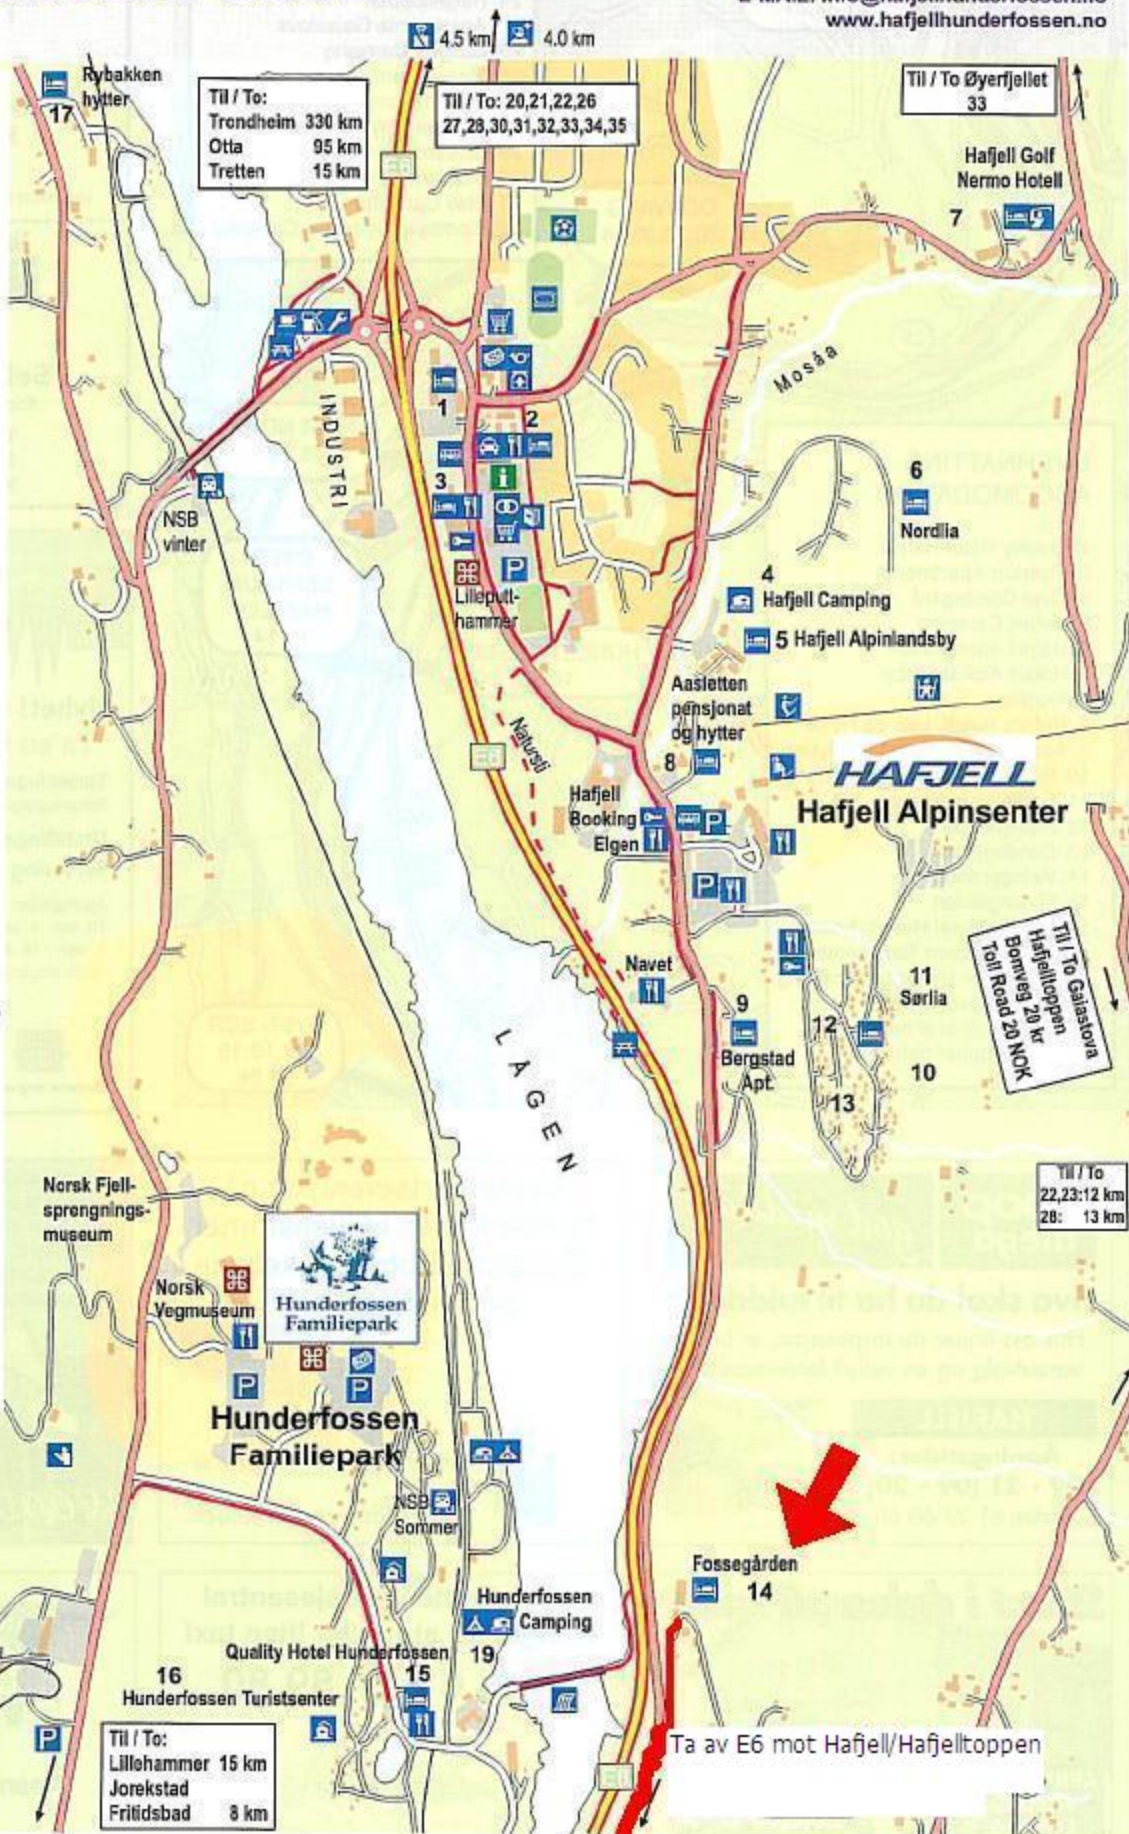 www.hafjellhunderfossen.no
4.5 km
4.0 km
Rybakken
hytter
17
Til / To:
Trondheim 330 km
Otta 95 km
Tretten 15 km
Til / To: 20,21,22,26
27,28,30,31,32,33,34,35
Til / To Øyerfjellet
33
E6
Hafjell Golf
Nermo Hotell
7
1
2
3
INDUSTRI
Mosåa
6
Nordlia
NSB
vinter
i
P
Lilleputt-
hammer
4
Hafjell Camping
5 Hafjell Alpinlandsby
Aasletten
pensjonat
og hytter
8
Natursti
E6
HAFJELL
Hafjell Alpinsenter
Hafjell
Booking
Elgen
P
P
Navet
9
Bergstad
Apt.
11
Sørlia
12
10
13
Til / To Gaiastova
Hafjelltoppen
Bomveg 20 kr
Toll Road 20 NOK
LÅGEN
Til / To
22,23:12 km
28: 13 km
Norsk Fjell-
sprengnings-
museum
Norsk
Vegmuseum
Hunderfossen
Familiepark
P
P
Hunderfossen
Familiepark
NSB
Sommer
Fossegården
14
Hunderfossen
Camping
19
Quality Hotel Hunderfossen
15
16
Hunderfossen Turistsenter
P
Til / To:
Lillehammer 15 km
Jorekstad
Fritidsbad 8 km
Ta av E6 mot Hafjell/Hafjelltoppen
E6